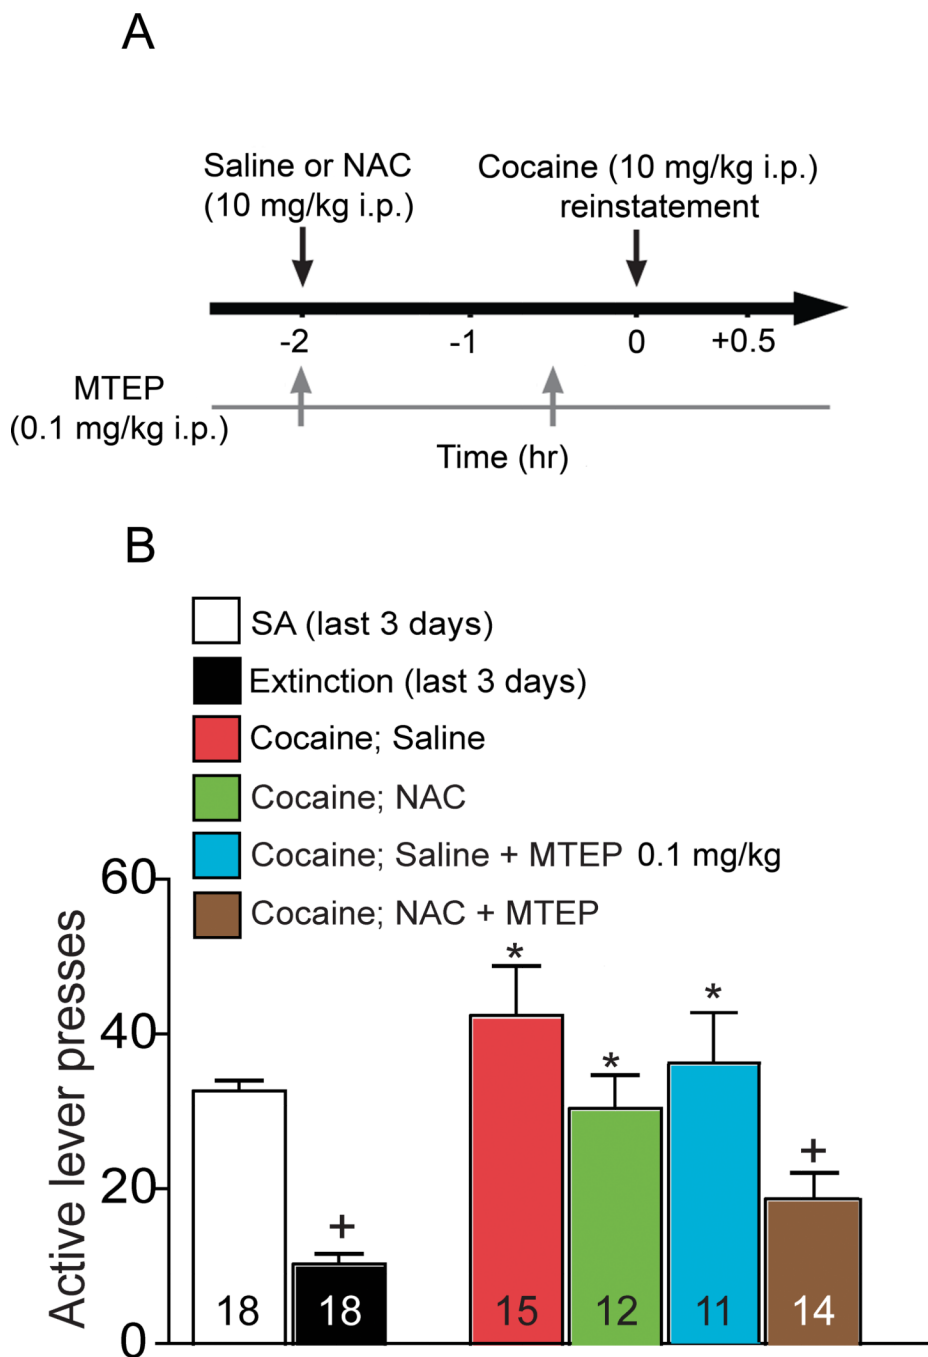 A
Saline or NAC
(10 mg/kg i.p.)
Cocaine (10 mg/kg i.p.)
reinstatement
-2
-1
0
+0.5
MTEP
(0.1 mg/kg i.p.)
Time (hr)
B
SA (last 3 days)
Extinction (last 3 days)
Cocaine; Saline
Cocaine; NAC
Cocaine; Saline + MTEP 0.1 mg/kg
Cocaine; NAC + MTEP
Active lever presses
60
40
20
0
+
*
*
*
+
18
18
15
12
11
14